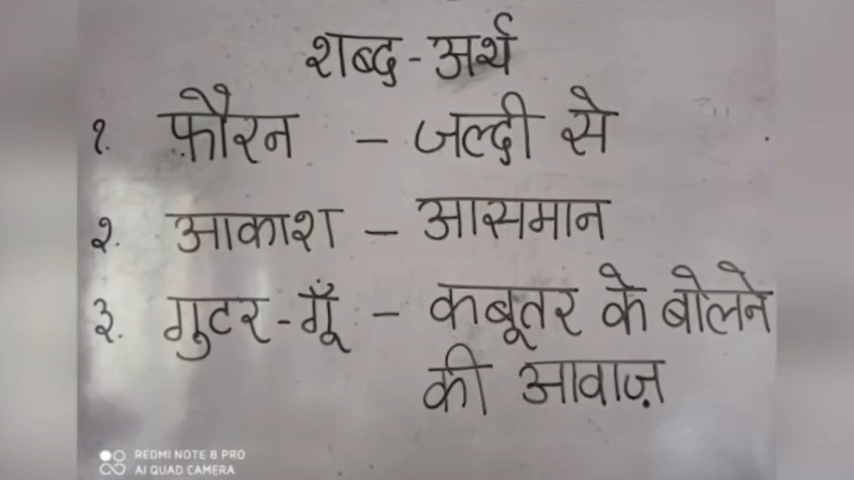 शब्द - अर्थ
१. फ़ौरन - जल्दी से
२. आकाश - आसमान
३. गुटर-गूँ - कबूतर के बोलने
की आवाज़
REDMI NOTE 8 PRO
AI QUAD CAMERA